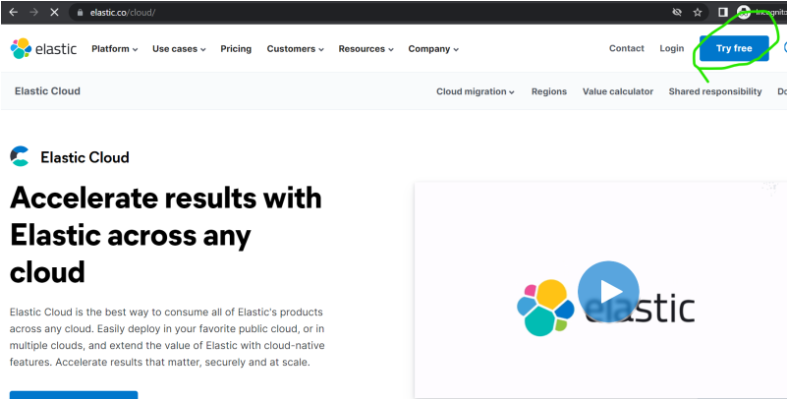 elastic.co/cloud/
elastic Platform Use cases Pricing Customers Resources Company Contact Login Try free
Elastic Cloud Cloud migration Regions Value calculator Shared responsibility
Elastic Cloud
Accelerate results with
Elastic across any
cloud
Elastic Cloud is the best way to consume all of Elastic's products
across any cloud. Easily deploy in your favorite public cloud, or in
multiple clouds, and extend the value of Elastic with cloud-native
features. Accelerate results that matter, securely and at scale.
elastic